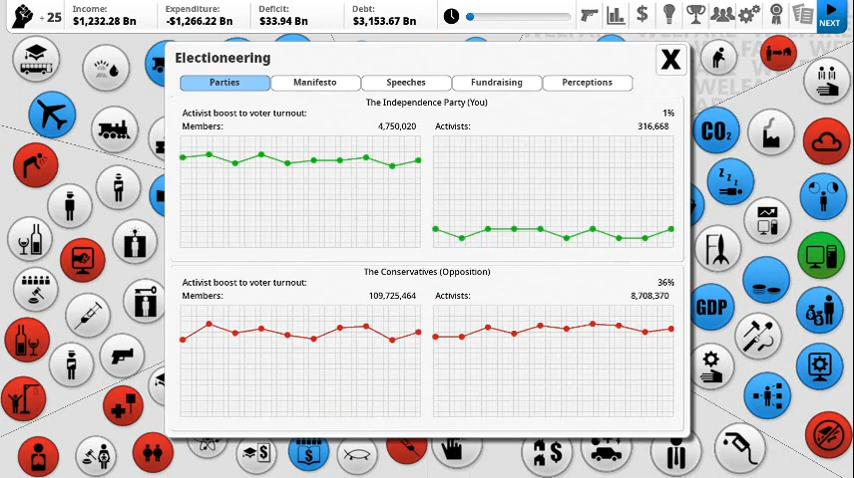 Income: Expenditure: Deficit: Debt:
+ 25 $1,232.28 Bn -$1,266.22 Bn $33.94 Bn $3,153.67 Bn
NEXT
Electioneering
X
Parties Manifesto Speeches Fundraising Perceptions
The Independence Party (You)
Activist boost to voter turnout: 1%
Members: 4,750,020 Activists: 316,668
The Conservatives (Opposition)
Activist boost to voter turnout: 36%
Members: 109,725,464 Activists: 8,708,370
CO₂
GDP